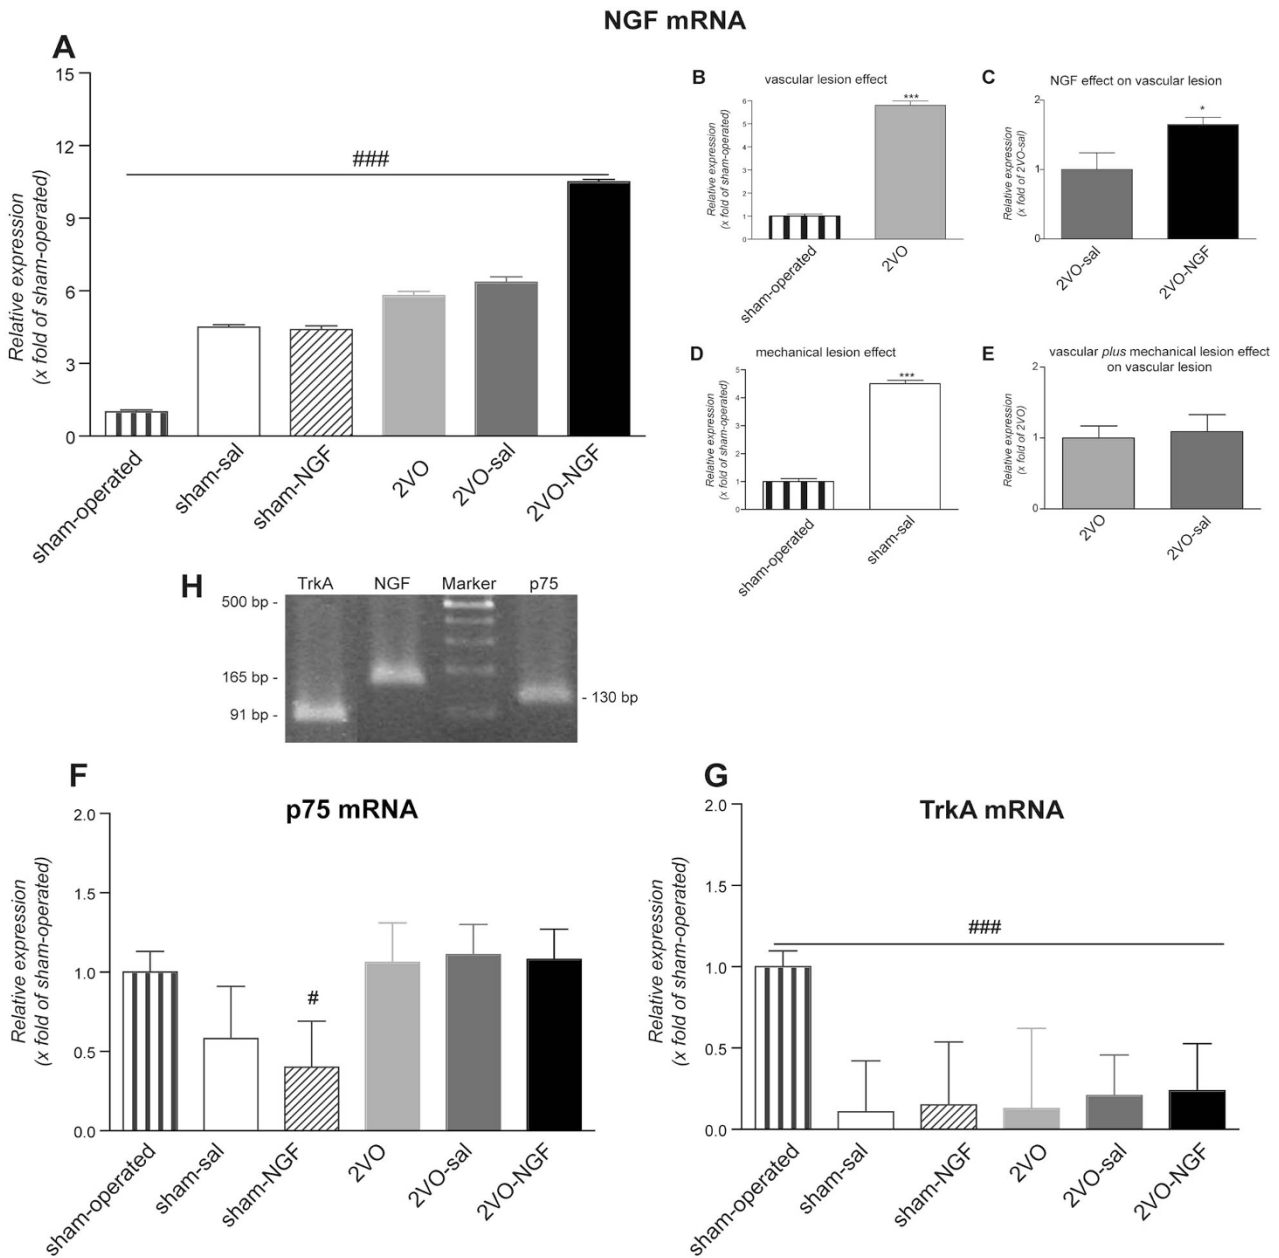 NGF mRNA
A
Relative expression
(x fold of sham-operated)
15
12
9
6
3
0
###
sham-operated
sham-sal
sham-NGF
2VO
2VO-sal
2VO-NGF
B
vascular lesion effect
Relative expression
(x fold of sham-operated)
6
5
4
3
2
1
0
***
sham-operated
2VO
C
NGF effect on vascular lesion
Relative expression
(x fold of 2VO-sal)
2
1
0
*
2VO-sal
2VO-NGF
D
mechanical lesion effect
Relative expression
(x fold of sham-operated)
5
4
3
2
1
0
***
sham-operated
sham-sal
E
vascular plus mechanical lesion effect
on vascular lesion
Relative expression
(x fold of 2VO)
2
1
0
2VO
2VO-sal
H
TrkA NGF Marker p75
500 bp -
165 bp -
- 130 bp
91 bp -
F
p75 mRNA
Relative expression
(x fold of sham-operated)
2.0
1.5
1.0
0.5
0.0
#
sham-operated
sham-sal
sham-NGF
2VO
2VO-sal
2VO-NGF
G
TrkA mRNA
Relative expression
(x fold of sham-operated)
2.0
1.5
1.0
0.5
0.0
###
sham-operated
sham-sal
sham-NGF
2VO
2VO-sal
2VO-NGF